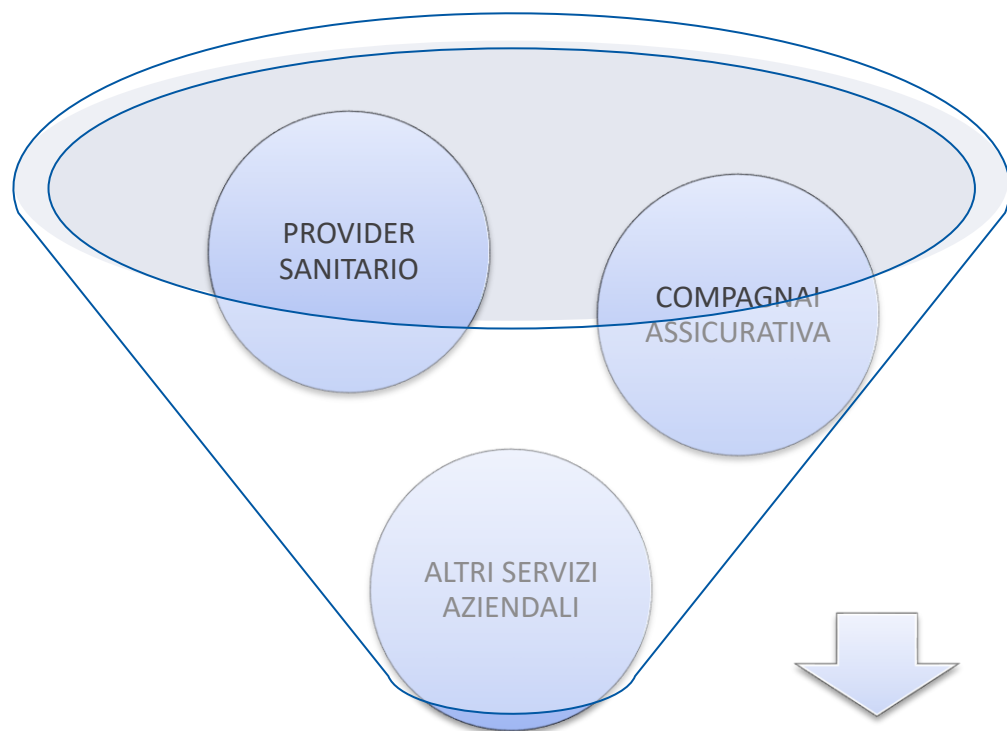 PROVIDER
SANITARIO
COMPAGNAI
ASSICURATIVA
ALTRI SERVIZI
AZIENDALI